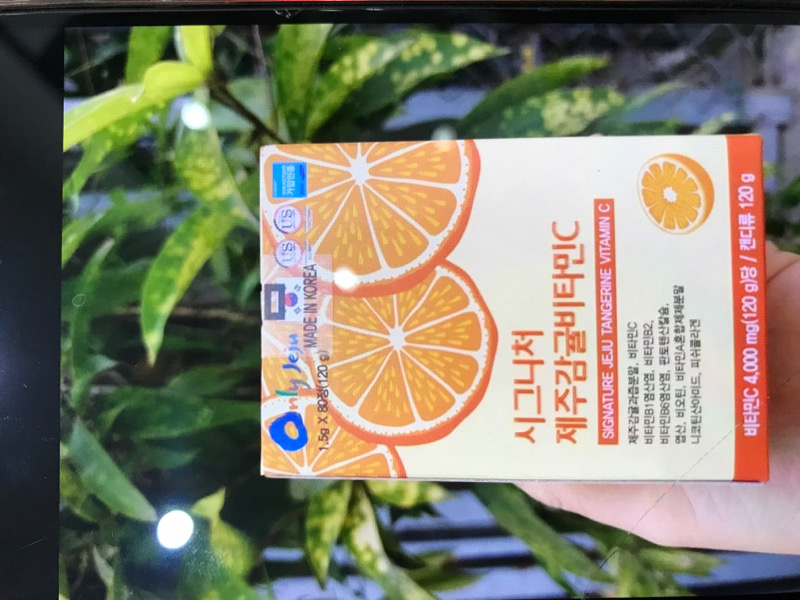 Only Jeju
1.5g X 80정(120 g)
MADE IN KOREA
US
US
가입인증
시그니처
제주감귤비타민C
SIGNATURE JEJU TANGERINE VITAMIN C
제주감귤과즙분말, 비타민C
비타민B1염산염, 비타민B2,
비타민B6염산염, 판토텐산칼슘,
엽산, 비오틴, 비타민A혼합제제분말
니코틴산아미드, 피쉬콜라겐
비타민C 4,000 mg(120 g)당 / 캔디류 120 g